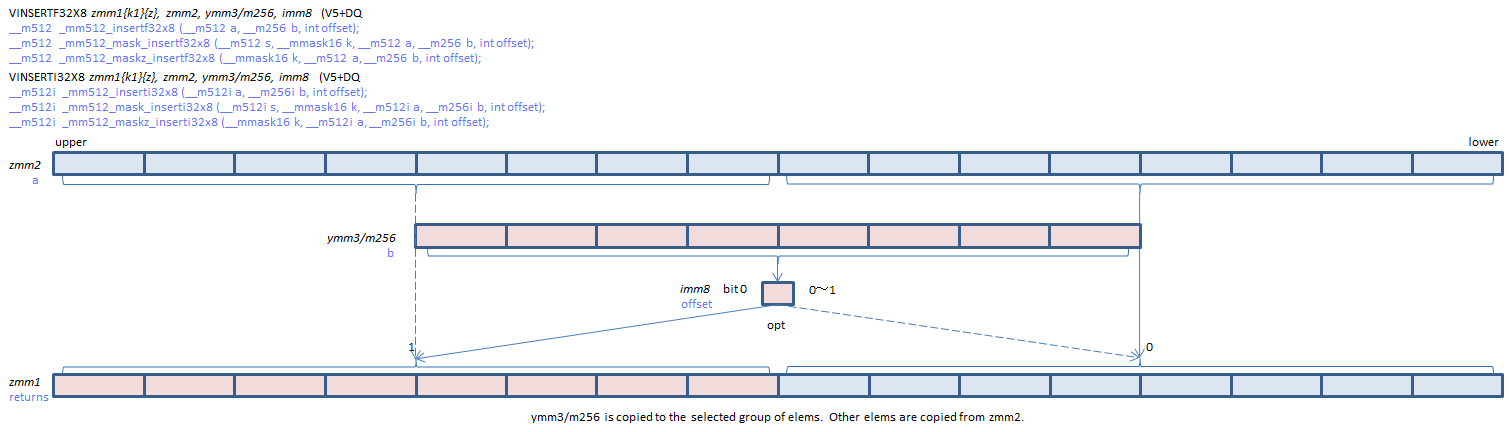 VINSERTF32X8 zmm1{k1}{z}, zmm2, ymm3/m256, imm8 (V5+DQ
__m512 _mm512_insertf32x8 (__m512 a, __m256 b, int offset);
__m512 _mm512_mask_insertf32x8 (__m512 s, __mmask16 k, __m512 a, __m256 b, int offset);
__m512 _mm512_maskz_insertf32x8 (__mmask16 k, __m512 a, __m256 b, int offset);
VINSERTI32X8 zmm1{k1}{z}, zmm2, ymm3/m256, imm8 (V5+DQ
__m512i _mm512_inserti32x8 (__m512i a, __m256i b, int offset);
__m512i _mm512_mask_inserti32x8 (__m512i s, __mmask16 k, __m512i a, __m256i b, int offset);
__m512i _mm512_maskz_inserti32x8 (__mmask16 k, __m512i a, __m256i b, int offset);
upper lower
zmm2
a
ymm3/m256
b
imm8 bit0 0～1
offset
opt
1 0
zmm1
returns
ymm3/m256 is copied to the selected group of elems. Other elems are copied from zmm2.